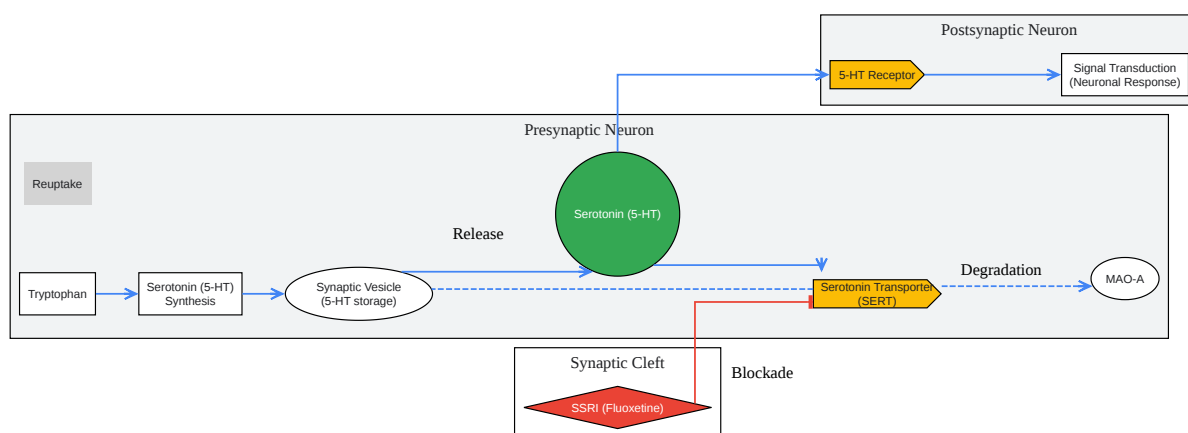 Postsynaptic Neuron
5-HT Receptor
Signal Transduction
(Neuronal Response)
Presynaptic Neuron
Reuptake
Serotonin (5-HT)
Release
Degradation
Tryptophan
Serotonin (5-HT)
Synthesis
Synaptic Vesicle
(5-HT storage)
Serotonin Transporter
(SERT)
MAO-A
Synaptic Cleft
Blockade
SSRI (Fluoxetine)